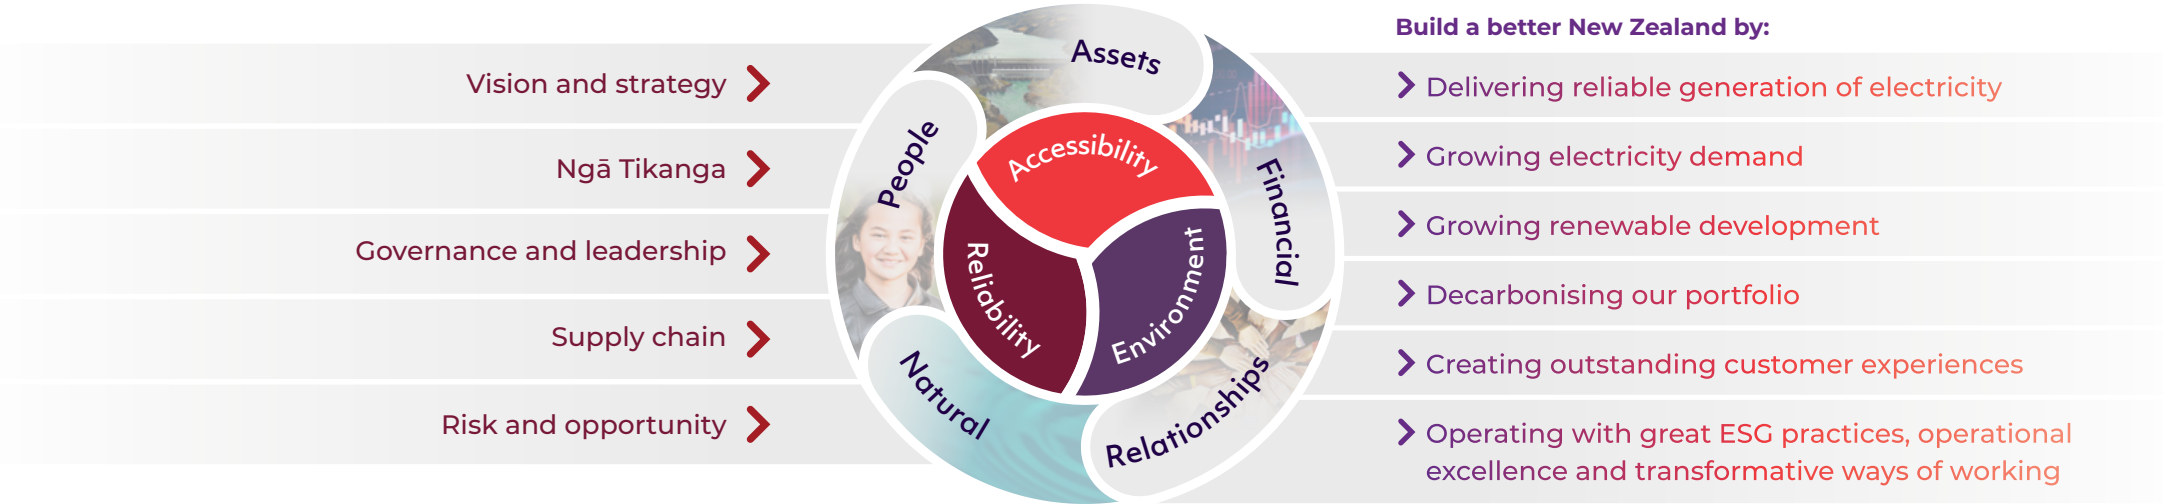 Vision and strategy
Ngā Tikanga
Governance and leadership
Supply chain
Risk and opportunity
Assets
Financial
Relationships
Natural
People
Accessibility
Environment
Reliability
Build a better New Zealand by:
Delivering reliable generation of electricity
Growing electricity demand
Growing renewable development
Decarbonising our portfolio
Creating outstanding customer experiences
Operating with great ESG practices, operational
excellence and transformative ways of working